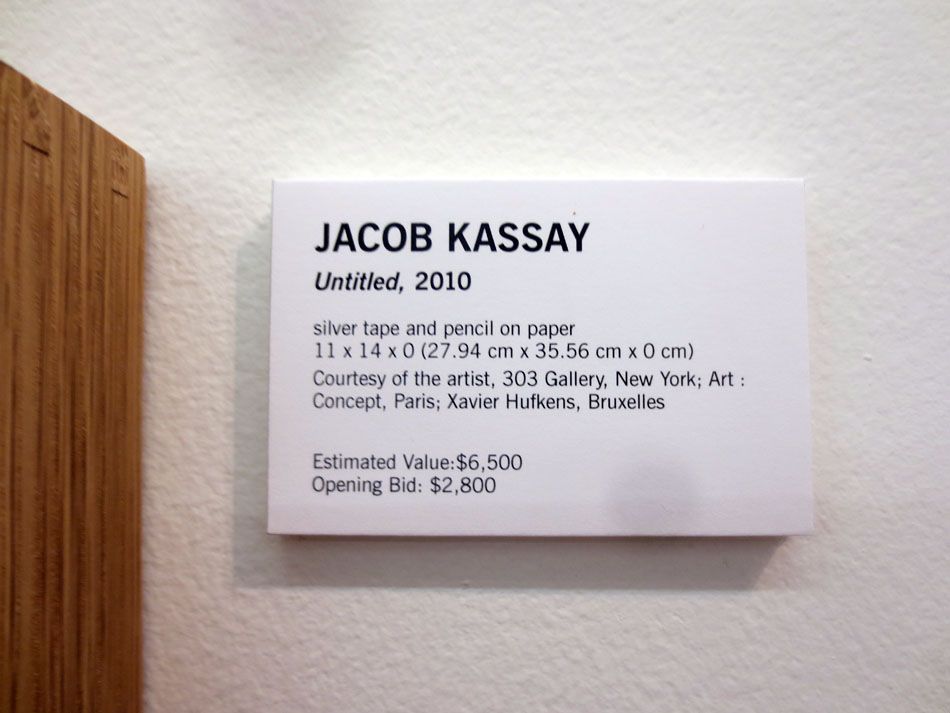 JACOB KASSAY
Untitled, 2010
silver tape and pencil on paper
11 x 14 x 0 (27.94 cm x 35.56 cm x 0 cm)
Courtesy of the artist, 303 Gallery, New York; Art :
Concept, Paris; Xavier Hufkens, Bruxelles
Estimated Value:$6,500
Opening Bid: $2,800